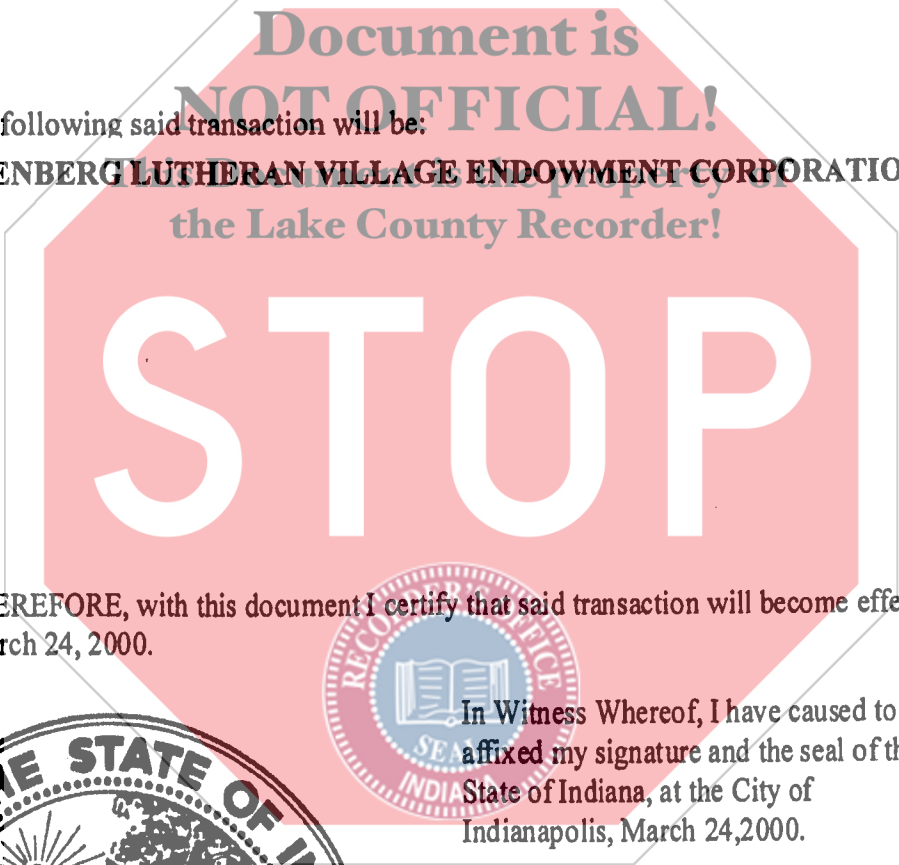 Document is
NOT OFFICIAL!
following said transaction will be:
This Document is the property of
ENBERG LUTHERAN VILLAGE ENDOWMENT CORPORATIO
the Lake County Recorder!
STOP
EREFORE, with this document I certify that said transaction will become effe
rch 24, 2000.
RECORDER'S OFFICE
SEAL
INDIANA
In Witness Whereof, I have caused to
affixed my signature and the seal of th
State of Indiana, at the City of
Indianapolis, March 24,2000.
E STATE OF I